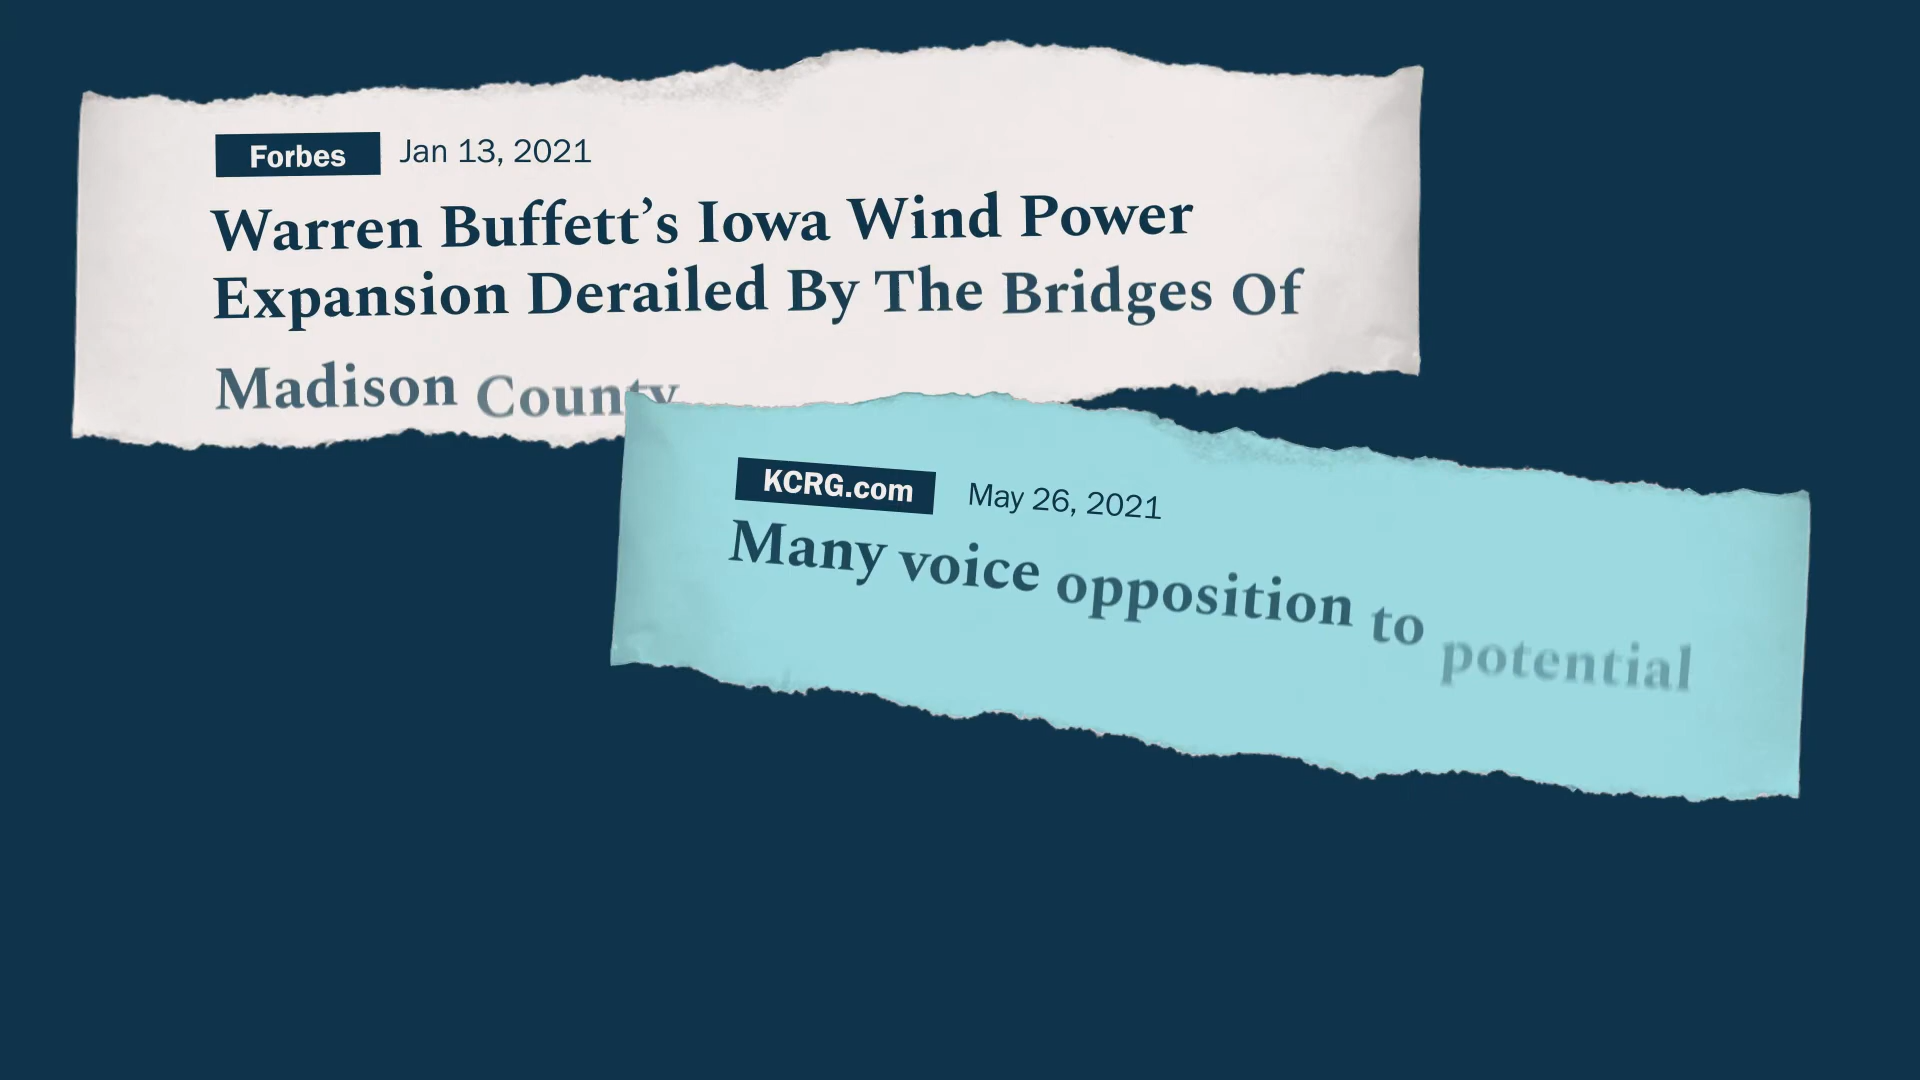 Forbes Jan 13, 2021
Warren Buffett’s Iowa Wind Power
Expansion Derailed By The Bridges Of
Madison County
KCRG.com May 26, 2021
Many voice opposition to potential